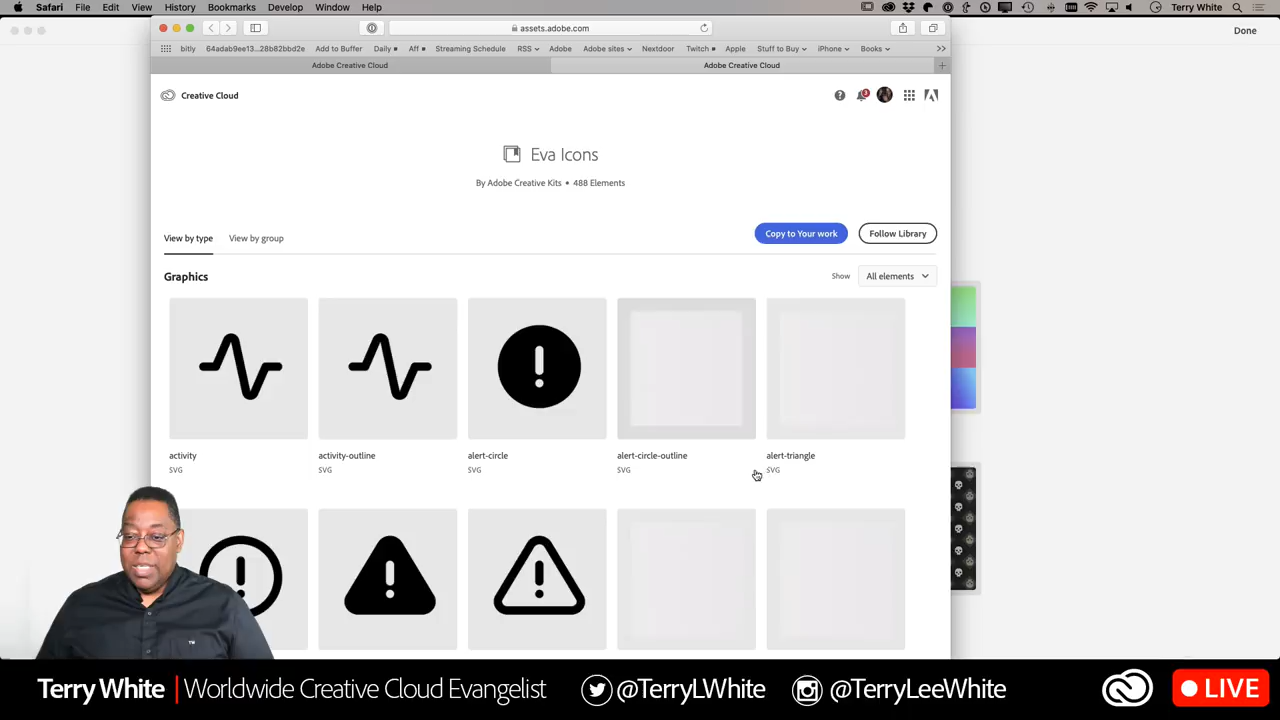 Safari File Edit View History Bookmarks Develop Window Help Terry White
Done
assets.adobe.com
bitly 64adab9ee13...28b82bbd2e Add to Buffer Daily Aff Streaming Schedule RSS Adobe Adobe sites Nextdoor Twitch Apple Stuff to Buy iPhone Books
Adobe Creative Cloud Adobe Creative Cloud
Creative Cloud
Eva Icons
By Adobe Creative Kits • 488 Elements
View by type View by group Copy to Your work Follow Library
Graphics Show All elements
activity activity-outline alert-circle alert-circle-outline alert-triangle
SVG SVG SVG SVG SVG
Terry White | Worldwide Creative Cloud Evangelist @TerryLWhite @TerryLeeWhite LIVE